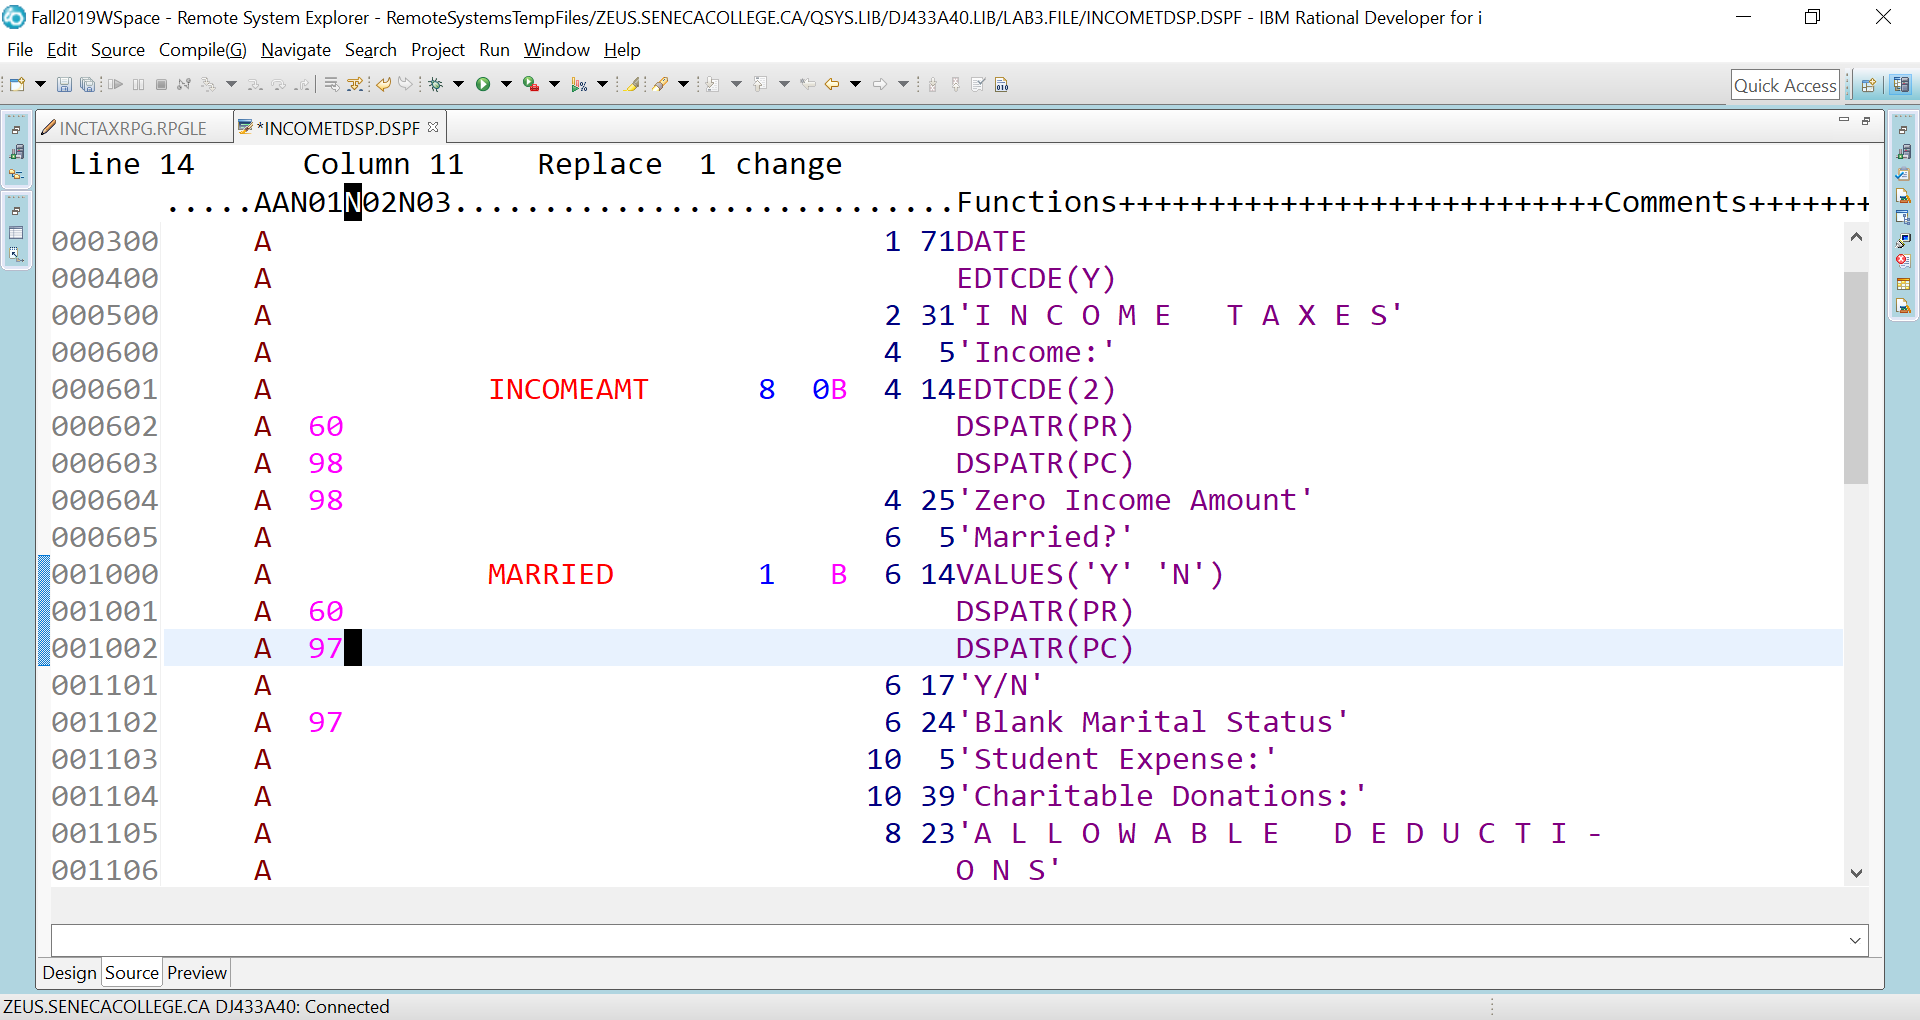 Fall2019WSpace - Remote System Explorer - RemoteSystemsTempFiles/ZEUS.SENECACOLLEGE.CA/QSYS.LIB/DJ433A40.LIB/LAB3.FILE/INCOMETDSP.DSPF - IBM Rational Developer for i
File Edit Source Compile(G) Navigate Search Project Run Window Help
Quick Access
INCTAXRPG.RPGLE *INCOMETDSP.DSPF
Line 14 Column 11 Replace 1 change
.....AAN01N02N03............................Functions+++++++++++++++++++++++++++Comments+++++++
000300 A 1 71DATE
000400 A EDTCDE(Y)
000500 A 2 31'I N C O M E   T A X E S'
000600 A 4 5'Income:'
000601 A INCOMEAMT 8 0B 4 14EDTCDE(2)
000602 A 60 DSPATR(PR)
000603 A 98 DSPATR(PC)
000604 A 98 4 25'Zero Income Amount'
000605 A 6 5'Married?'
001000 A MARRIED 1 B 6 14VALUES('Y' 'N')
001001 A 60 DSPATR(PR)
001002 A 97 DSPATR(PC)
001101 A 6 17'Y/N'
001102 A 97 6 24'Blank Marital Status'
001103 A 10 5'Student Expense:'
001104 A 10 39'Charitable Donations:'
001105 A 8 23'A L L O W A B L E   D E D U C T I -
001106 A O N S'
Design Source Preview
ZEUS.SENECACOLLEGE.CA DJ433A40: Connected